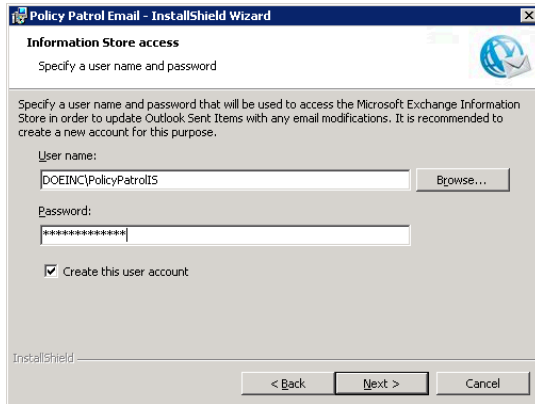 Policy Patrol Email - InstallShield Wizard
Information Store access
Specify a user name and password
Specify a user name and password that will be used to access the Microsoft Exchange Information
Store in order to update Outlook Sent Items with any email modifications. It is recommended to
create a new account for this purpose.
User name:
DOEINC\PolicyPatrolIS
Browse...
Password:
*************
Create this user account
InstallShield
< Back
Next >
Cancel